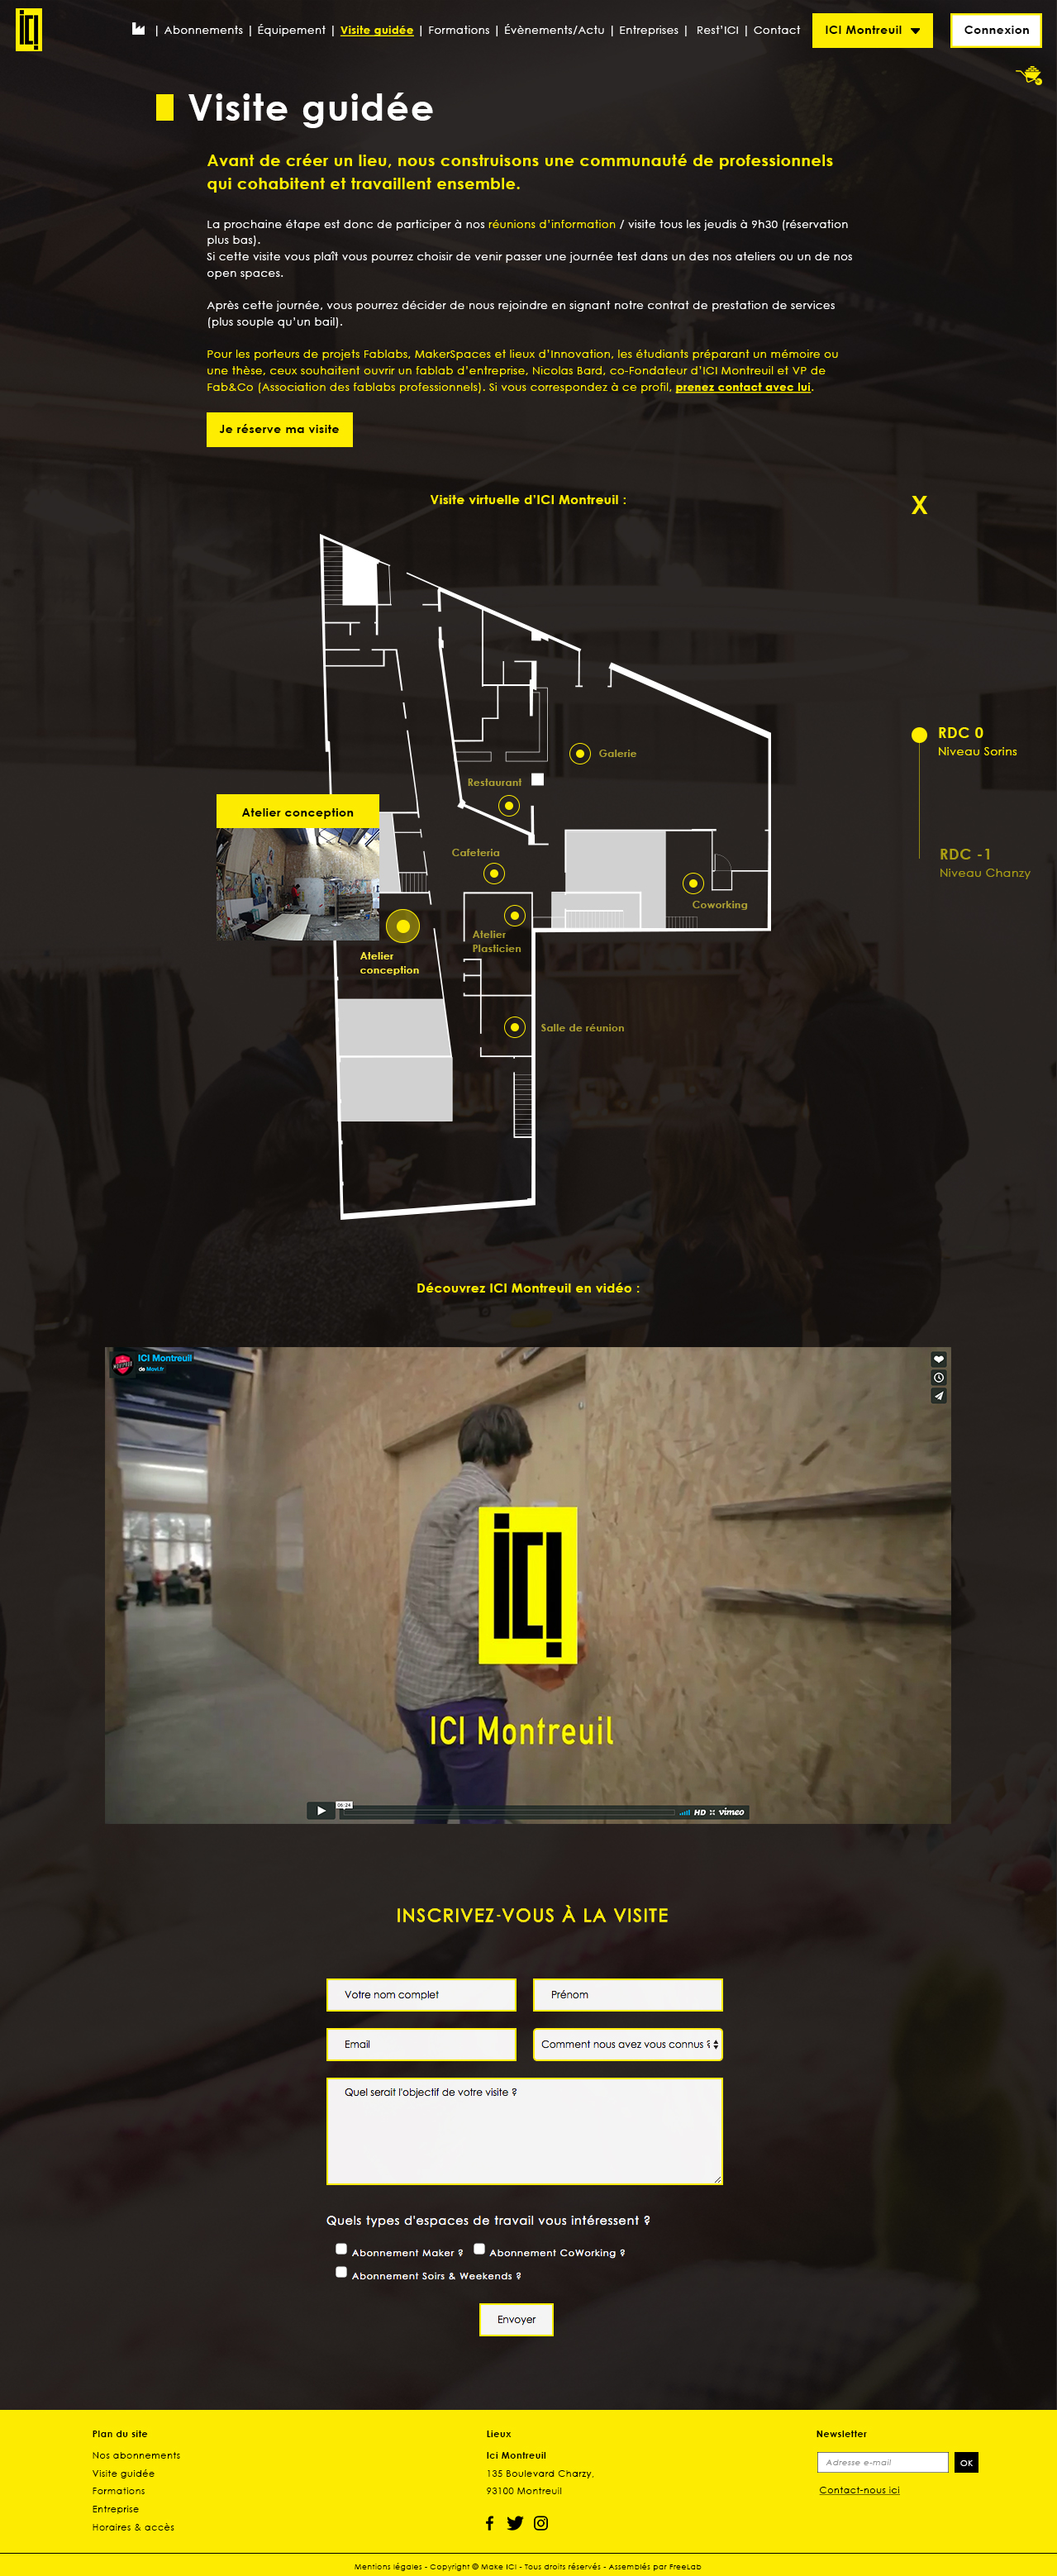 ICI
| Abonnements | Équipement | Visite guidée | Formations | Évènements/Actu | Entreprises | Rest'ICI | Contact
ICI Montreuil
Connexion
Visite guidée
Avant de créer un lieu, nous construisons une communauté de professionnels
qui cohabitent et travaillent ensemble.
La prochaine étape est donc de participer à nos réunions d'information / visite tous les jeudis à 9h30 (réservation
plus bas).
Si cette visite vous plaît vous pourrez choisir de venir passer une journée test dans un des nos ateliers ou un de nos
open spaces.
Après cette journée, vous pourrez décider de nous rejoindre en signant notre contrat de prestation de services
(plus souple qu'un bail).
Pour les porteurs de projets Fablabs, MakerSpaces et lieux d'Innovation, les étudiants préparant un mémoire ou
une thèse, ceux souhaitent ouvrir un fablab d'entreprise, Nicolas Bard, co-Fondateur d'ICI Montreuil et VP de
Fab&Co (Association des fablabs professionnels). Si vous correspondez à ce profil, prenez contact avec lui.
Je réserve ma visite
Visite virtuelle d'ICI Montreuil :
X
RDC 0
Niveau Sorins
Galerie
Restaurant
Atelier conception
Cafeteria
RDC -1
Niveau Chanzy
Coworking
Atelier
Plasticien
Atelier
conception
Salle de réunion
Découvrez ICI Montreuil en vidéo :
ICI Montreuil
de Movi.fr
ICI
ICI Montreuil
06:24
HD vimeo
INSCRIVEZ-VOUS À LA VISITE
Votre nom complet
Prénom
Email
Comment nous avez vous connus ?
Quel serait l'objectif de votre visite ?
Quels types d'espaces de travail vous intéressent ?
Abonnement Maker ? Abonnement CoWorking ?
Abonnement Soirs & Weekends ?
Envoyer
Plan du site
Nos abonnements
Visite guidée
Formations
Entreprise
Horaires & accès
Lieux
Ici Montreuil
135 Boulevard Charzy,
93100 Montreuil
Newsletter
Adresse e-mail
OK
Contact-nous ici
Mentions légales - Copyright © Make ICI - Tous droits réservés - Assemblés par FreeLab